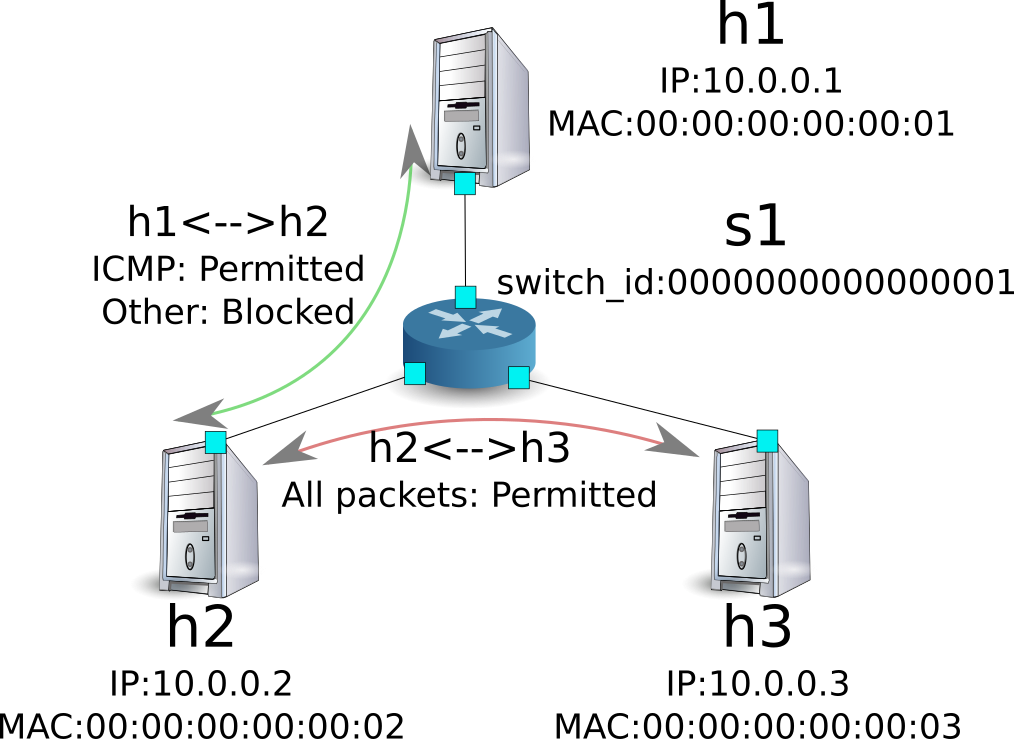 h1
IP:10.0.0.1
MAC:00:00:00:00:00:01
h1<-->h2
ICMP: Permitted
Other: Blocked
s1
switch_id:0000000000000001
h2<-->h3
All packets: Permitted
h2
IP:10.0.0.2
MAC:00:00:00:00:00:02
h3
IP:10.0.0.3
MAC:00:00:00:00:00:03